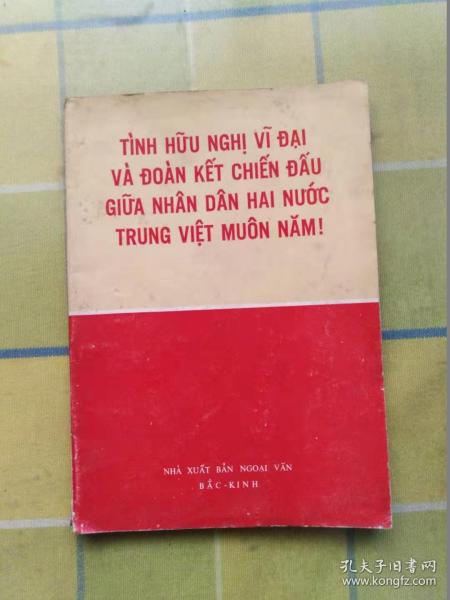 TÌNH HỮU NGHỊ VĨ ĐẠI
VÀ ĐOÀN KẾT CHIẾN ĐẤU
GIỮA NHÂN DÂN HAI NƯỚC
TRUNG VIỆT MUÔN NĂM!
NHÀ XUẤT BẢN NGOẠI VĂN
BẮC-KINH
孔夫子旧书网
www.kongfz.com